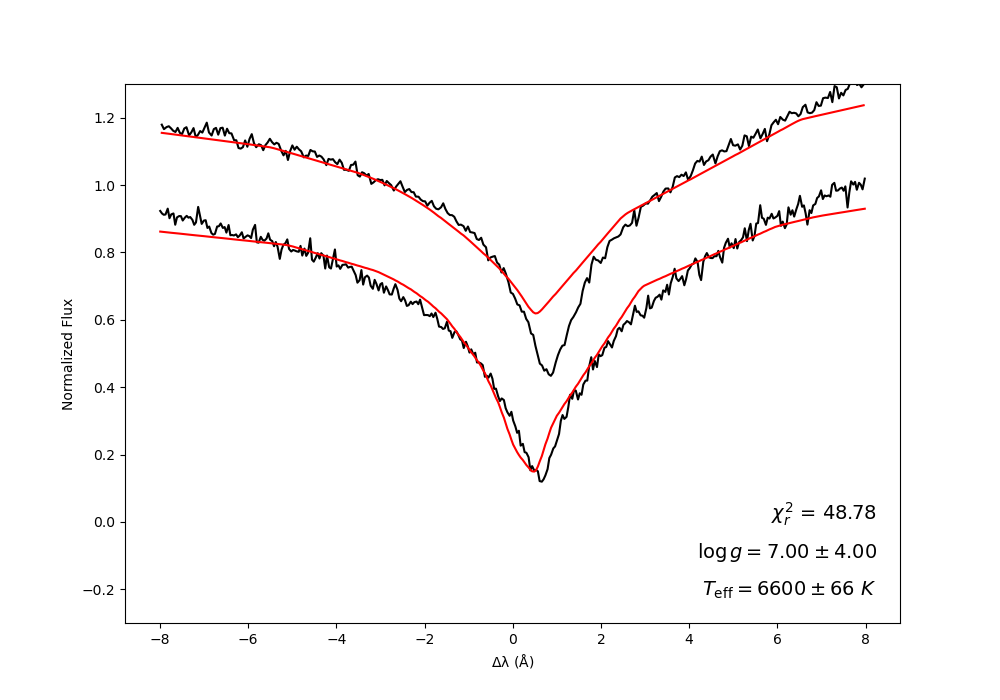 1.2
1.0
0.8
0.6
0.4
0.2
0.0
−0.2
Normalized Flux
χ²ᵣ = 48.78
log g = 7.00 ± 4.00
T_eff = 6600 ± 66 K
−8 −6 −4 −2 0 2 4 6 8
Δλ (Å)